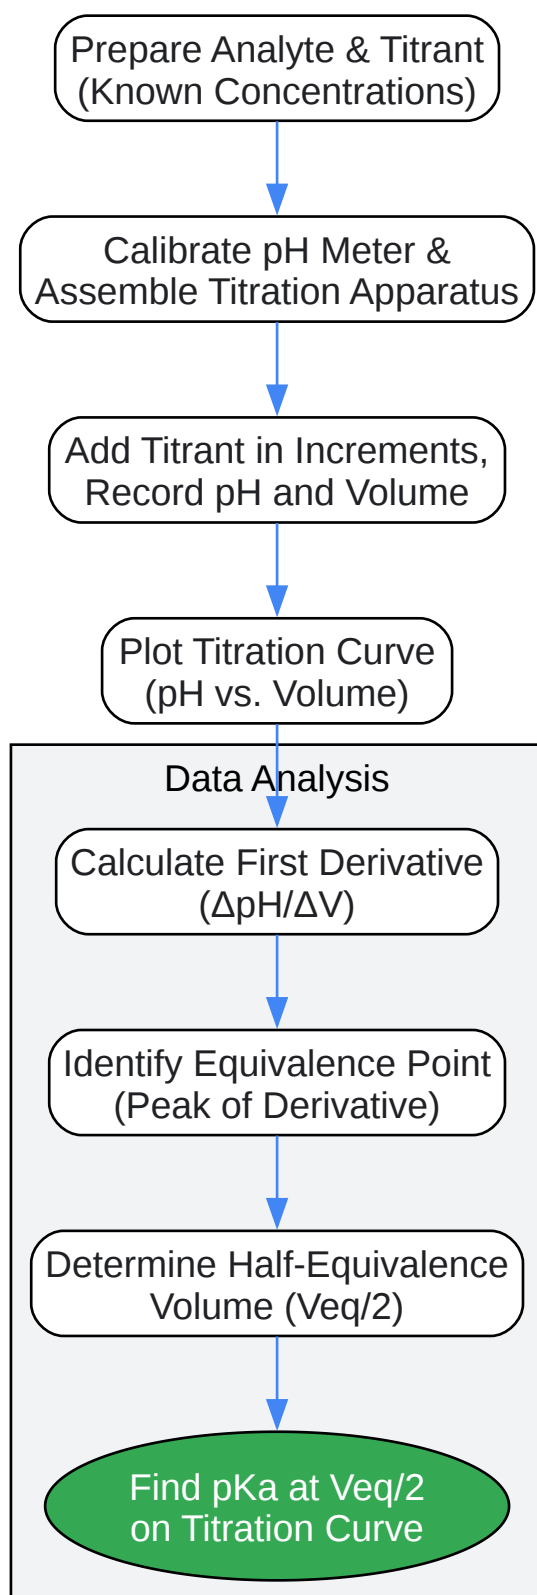 Prepare Analyte & Titrant
(Known Concentrations)
Calibrate pH Meter &
Assemble Titration Apparatus
Add Titrant in Increments,
Record pH and Volume
Plot Titration Curve
(pH vs. Volume)
Data Analysis
Calculate First Derivative
(ΔpH/ΔV)
Identify Equivalence Point
(Peak of Derivative)
Determine Half-Equivalence
Volume (Veq/2)
Find pKa at Veq/2
on Titration Curve